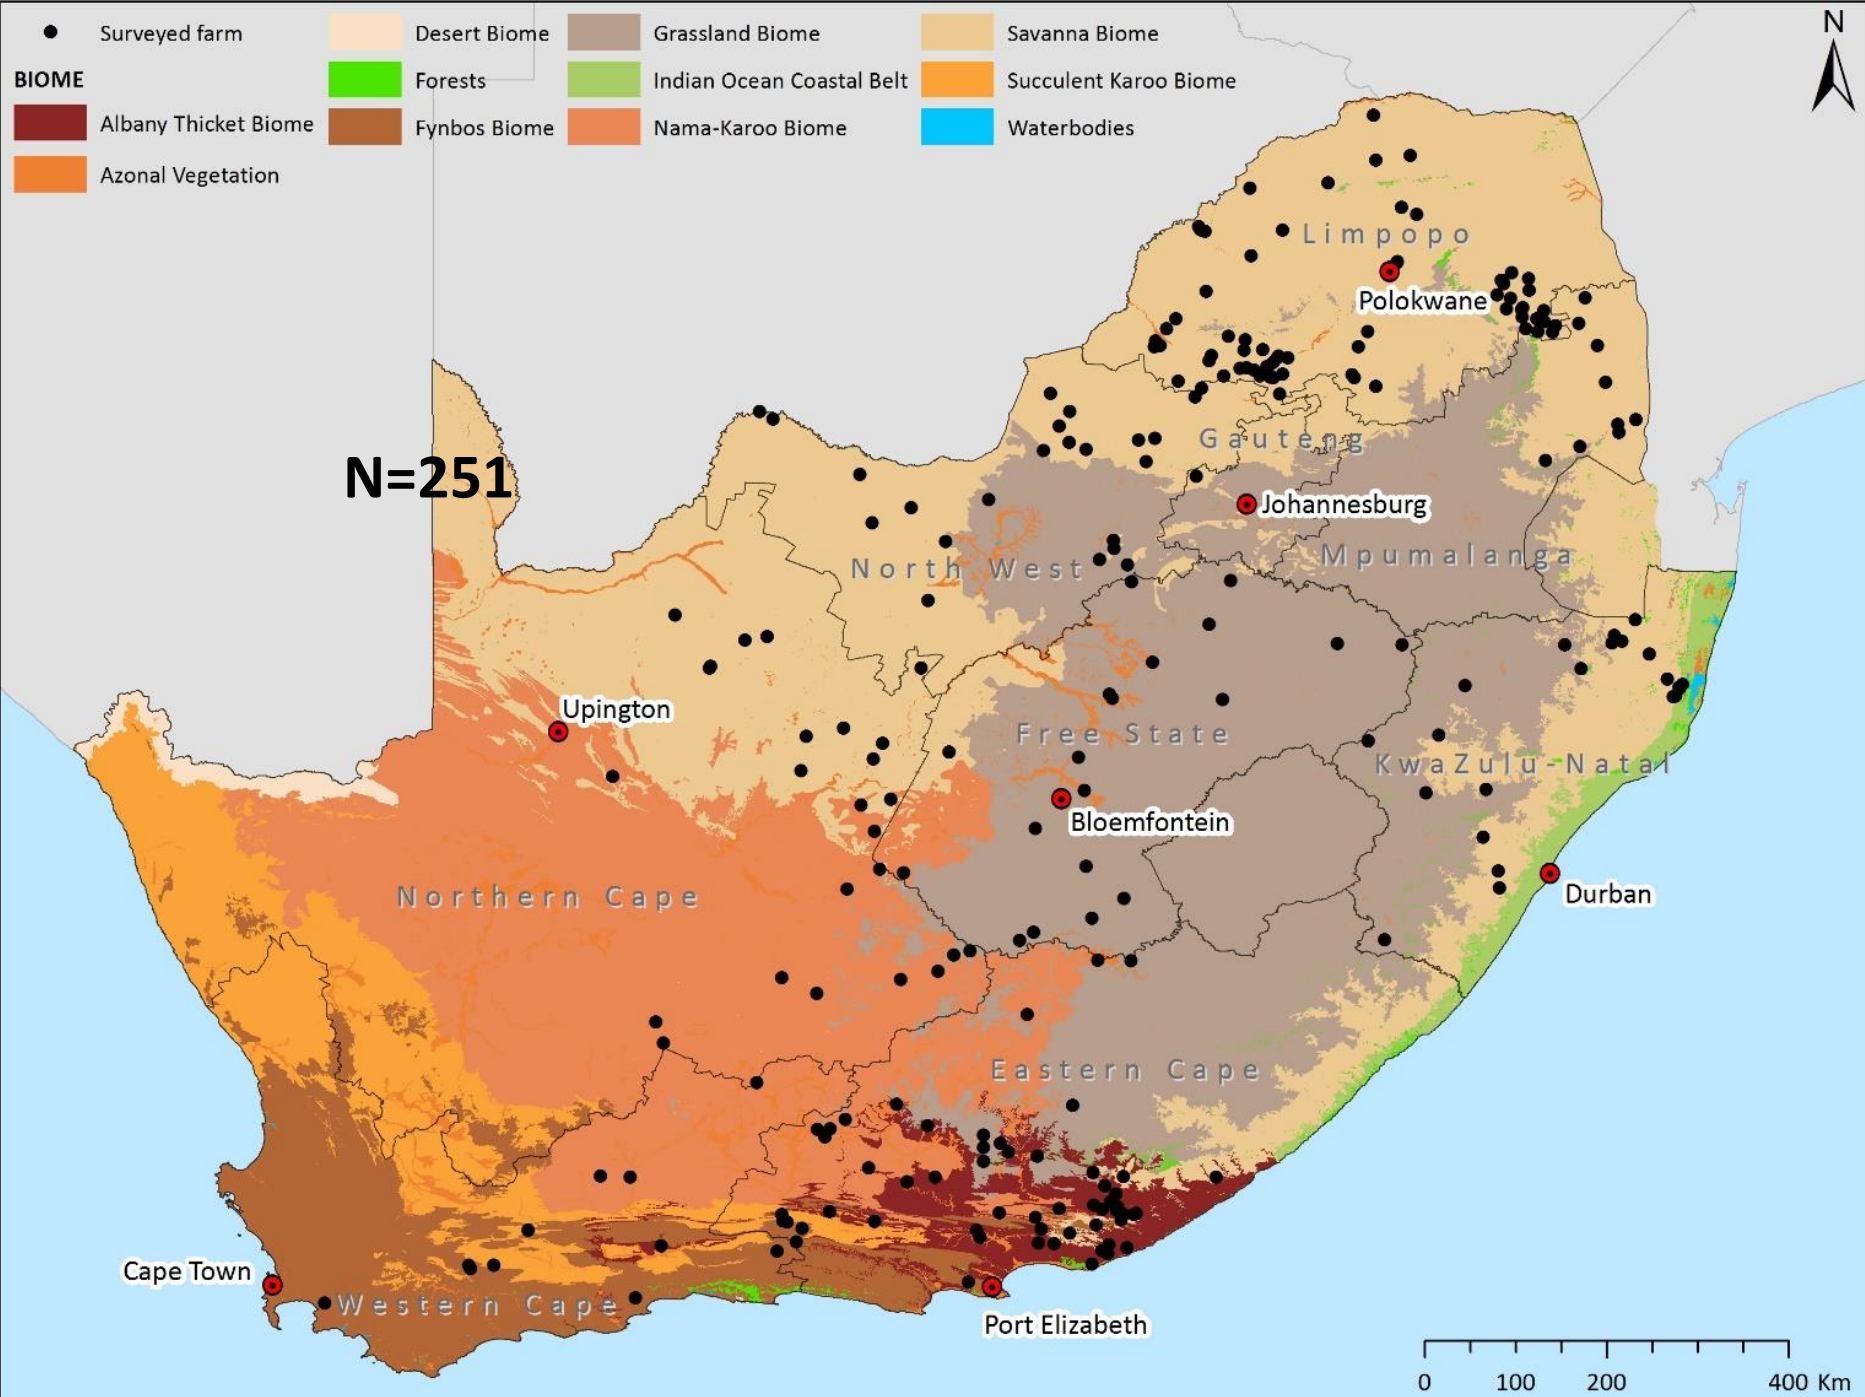 Surveyed farm
BIOME
Albany Thicket Biome
Azonal Vegetation
Desert Biome
Forests
Fynbos Biome
Grassland Biome
Indian Ocean Coastal Belt
Nama-Karoo Biome
Savanna Biome
Succulent Karoo Biome
Waterbodies
N
Limpopo
Polokwane
Gauteng
N=251
Johannesburg
Mpumalanga
North West
Upington
Free State
KwaZulu-Natal
Bloemfontein
Durban
Northern Cape
Eastern Cape
Cape Town
Western Cape
Port Elizabeth
0 100 200 400 Km